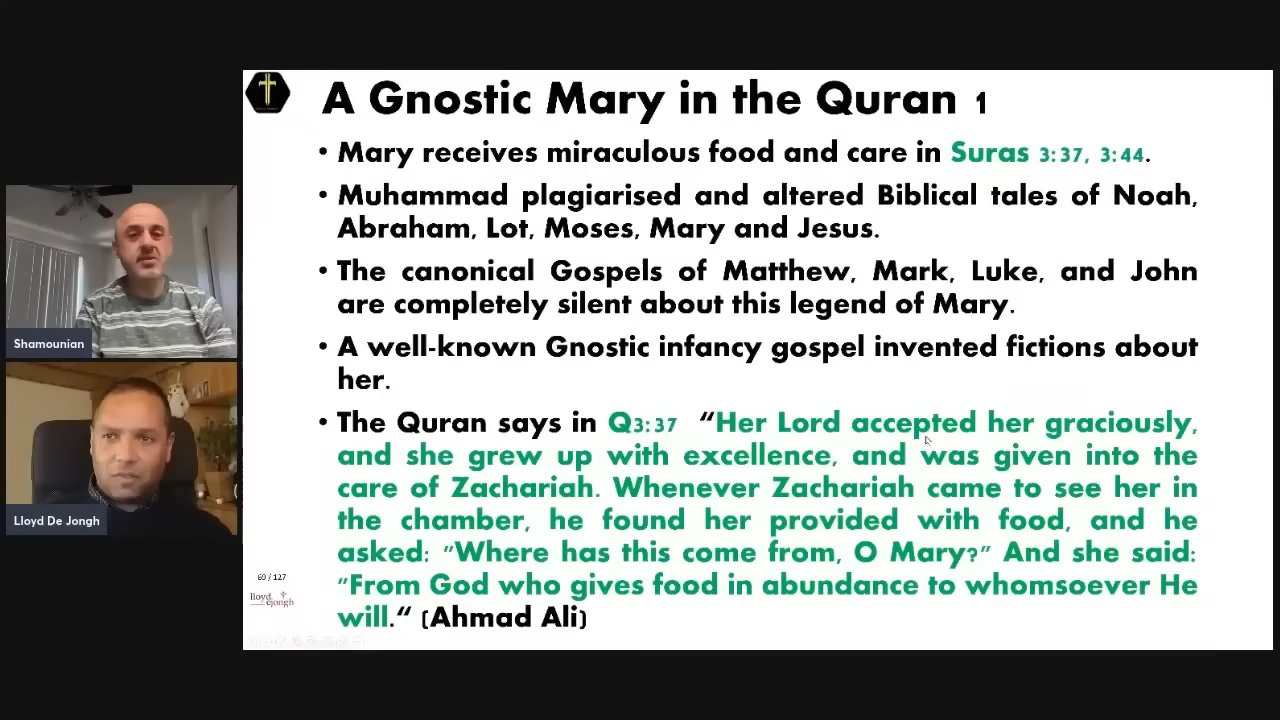 A Gnostic Mary in the Quran 1
• Mary receives miraculous food and care in Suras 3:37, 3:44.
• Muhammad plagiarised and altered Biblical tales of Noah,
Abraham, Lot, Moses, Mary and Jesus.
• The canonical Gospels of Matthew, Mark, Luke, and John
are completely silent about this legend of Mary.
• A well-known Gnostic infancy gospel invented fictions about
her.
• The Quran says in Q3:37 “Her Lord accepted her graciously,
and she grew up with excellence, and was given into the
care of Zachariah. Whenever Zachariah came to see her in
the chamber, he found her provided with food, and he
asked: "Where has this come from, O Mary?" And she said:
"From God who gives food in abundance to whomsoever He
will.“ (Ahmad Ali)
Shamounian
Lloyd De Jongh
69 / 127
lloyd
dejongh